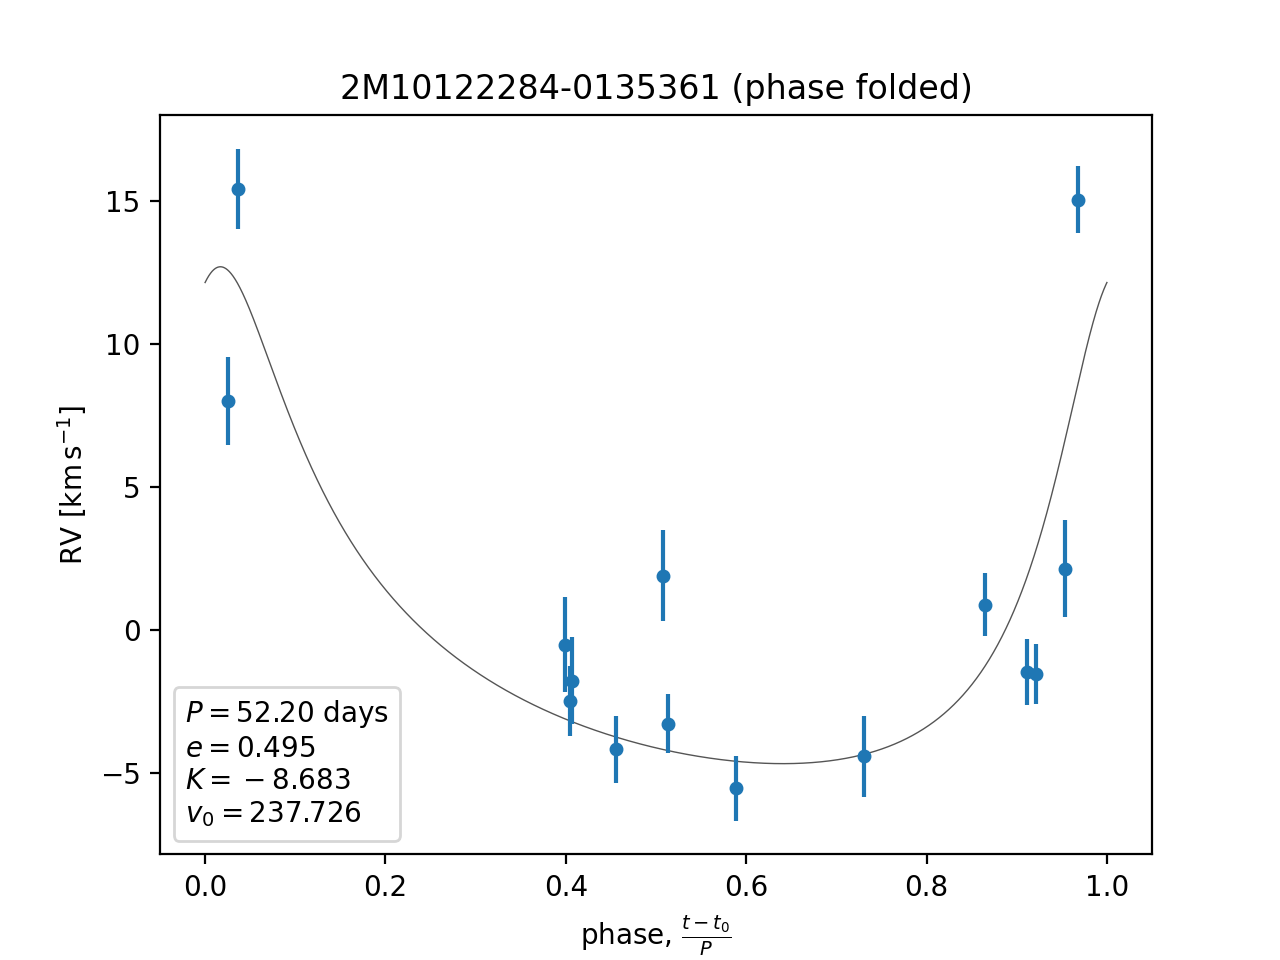 2M10122284-0135361 (phase folded)
15
10
5
0
−5
RV [km s⁻¹]
P = 52.20 days
e = 0.495
K = − 8.683
v₀ = 237.726
0.0 0.2 0.4 0.6 0.8 1.0
phase, (t − t₀)/P